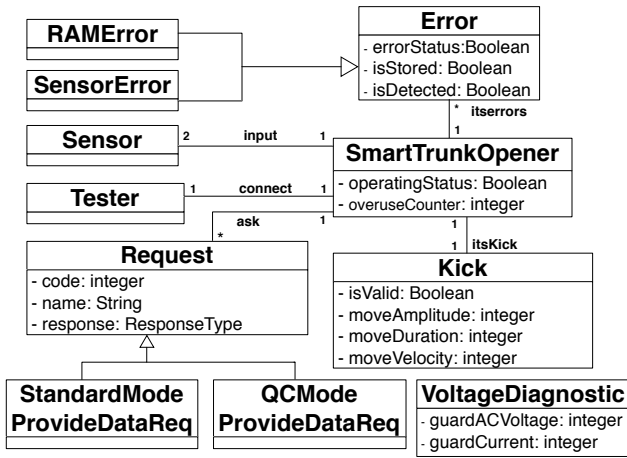 RAMError
SensorError
Error
- errorStatus:Boolean
- isStored: Boolean
- isDetected: Boolean
* itserrors
1
Sensor
2 input 1
SmartTrunkOpener
- operatingStatus: Boolean
- overuseCounter: integer
Tester
1 connect 1
ask 1
*
1
1 itsKick
Request
- code: integer
- name: String
- response: ResponseType
Kick
- isValid: Boolean
- moveAmplitude: integer
- moveDuration: integer
- moveVelocity: integer
StandardMode
ProvideDataReq
QCMode
ProvideDataReq
VoltageDiagnostic
- guardACVoltage: integer
- guardCurrent: integer